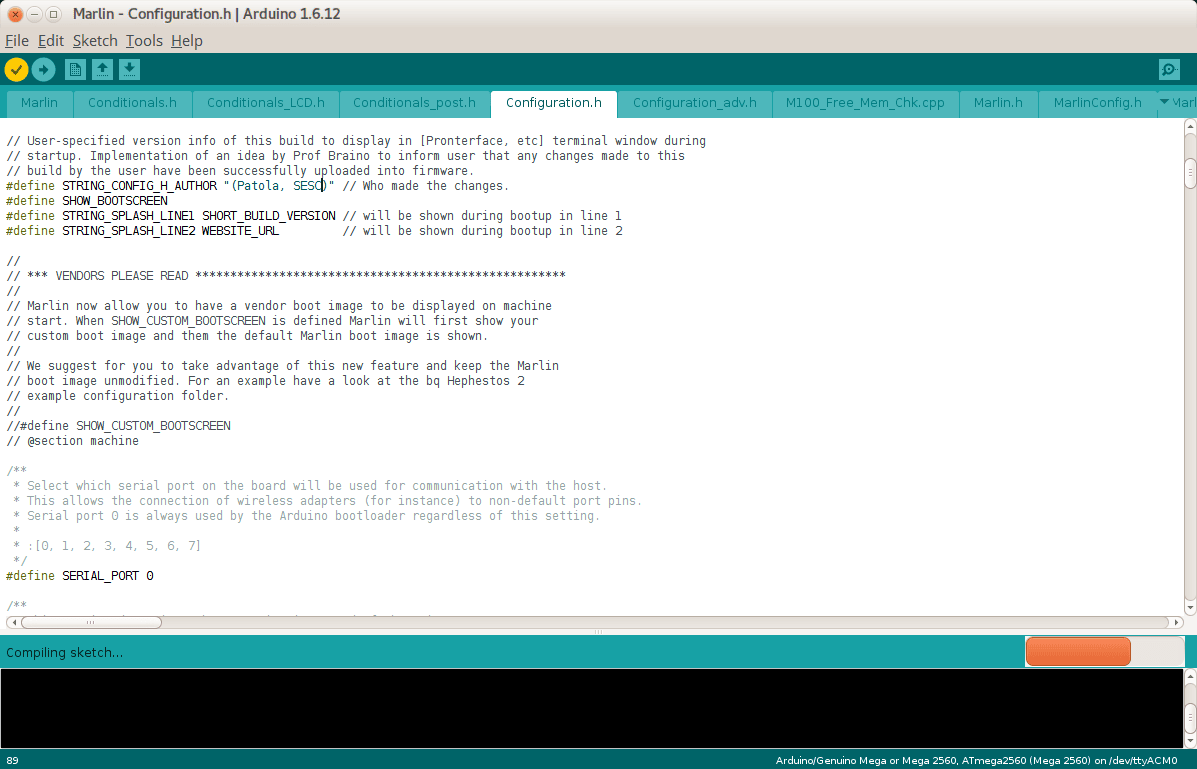 Marlin - Configuration.h | Arduino 1.6.12
File Edit Sketch Tools Help
Marlin Conditionals.h Conditionals_LCD.h Conditionals_post.h Configuration.h Configuration_adv.h M100_Free_Mem_Chk.cpp Marlin.h MarlinConfig.h Marl
// User-specified version info of this build to display in [Pronterface, etc] terminal window during
// startup. Implementation of an idea by Prof Braino to inform user that any changes made to this
// build by the user have been successfully uploaded into firmware.
#define STRING_CONFIG_H_AUTHOR "(Patola, SESC)" // Who made the changes.
#define SHOW_BOOTSCREEN
#define STRING_SPLASH_LINE1 SHORT_BUILD_VERSION // will be shown during bootup in line 1
#define STRING_SPLASH_LINE2 WEBSITE_URL         // will be shown during bootup in line 2
//
// *** VENDORS PLEASE READ *****************************************************
//
// Marlin now allow you to have a vendor boot image to be displayed on machine
// start. When SHOW_CUSTOM_BOOTSCREEN is defined Marlin will first show your
// custom boot image and them the default Marlin boot image is shown.
//
// We suggest for you to take advantage of this new feature and keep the Marlin
// boot image unmodified. For an example have a look at the bq Hephestos 2
// example configuration folder.
//
//#define SHOW_CUSTOM_BOOTSCREEN
// @section machine
/**
 * Select which serial port on the board will be used for communication with the host.
 * This allows the connection of wireless adapters (for instance) to non-default port pins.
 * Serial port 0 is always used by the Arduino bootloader regardless of this setting.
 *
 * :[0, 1, 2, 3, 4, 5, 6, 7]
 */
#define SERIAL_PORT 0
/**
Compiling sketch...
89
Arduino/Genuino Mega or Mega 2560, ATmega2560 (Mega 2560) on /dev/ttyACM0